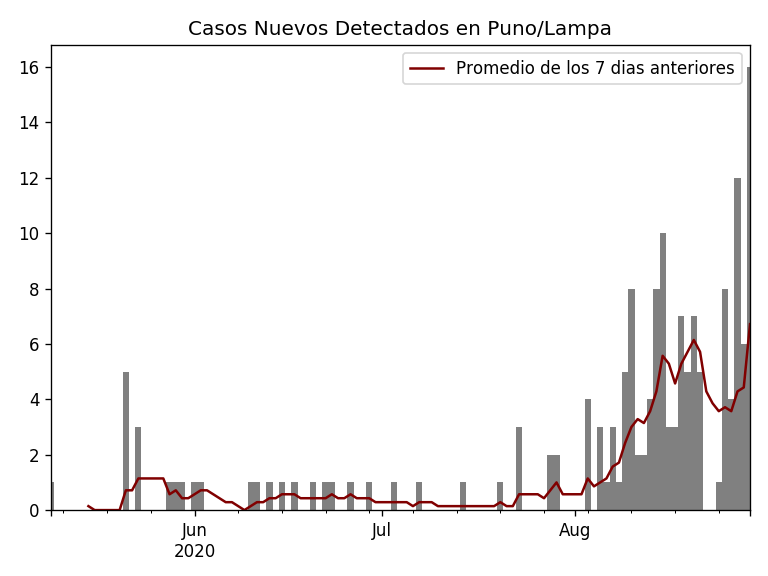 Casos Nuevos Detectados en Puno/Lampa
Promedio de los 7 dias anteriores
16
14
12
10
8
6
4
2
0
Jun
2020
Jul
Aug